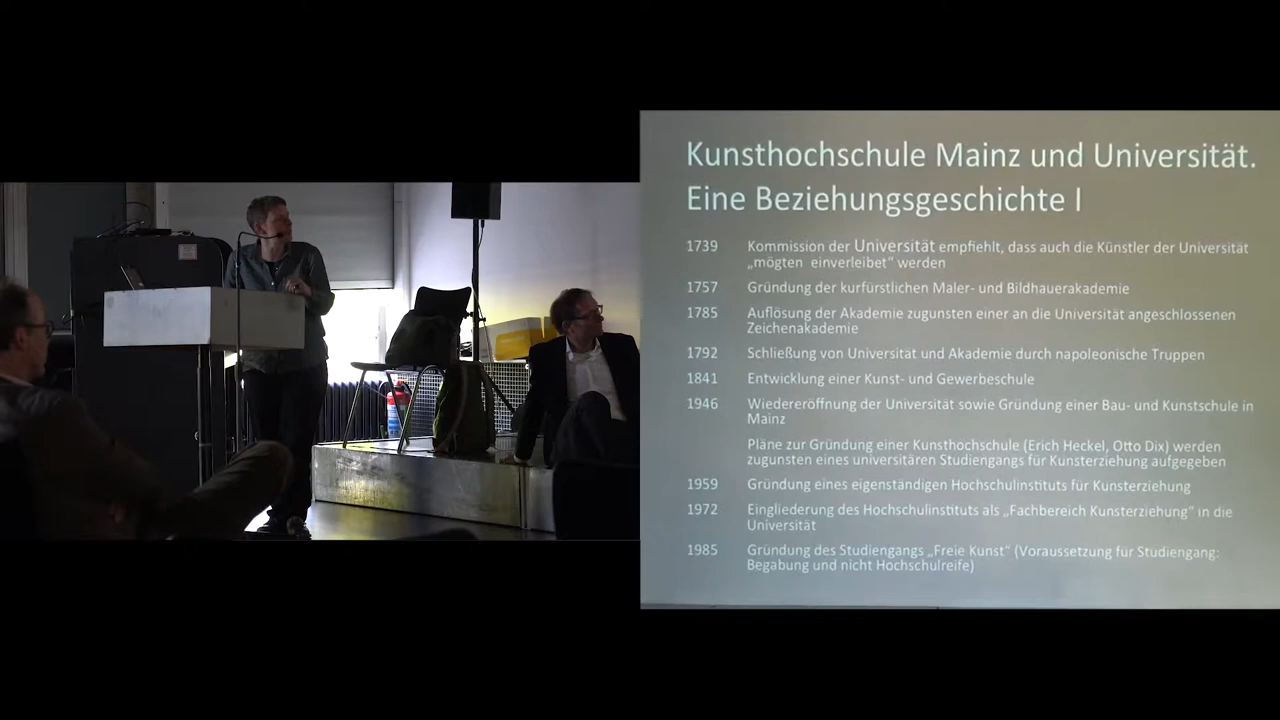 Kunsthochschule Mainz und Universität.
Eine Beziehungsgeschichte I
1739 Kommission der Universität empfiehlt, dass auch die Künstler der Universität
„mögten einverleibet“ werden
1757 Gründung der kurfürstlichen Maler- und Bildhauerakademie
1785 Auflösung der Akademie zugunsten einer an die Universität angeschlossenen
Zeichenakademie
1792 Schließung von Universität und Akademie durch napoleonische Truppen
1841 Entwicklung einer Kunst- und Gewerbeschule
1946 Wiedereröffnung der Universität sowie Gründung einer Bau- und Kunstschule in
Mainz
Pläne zur Gründung einer Kunsthochschule (Erich Heckel, Otto Dix) werden
zugunsten eines universitären Studiengangs für Kunsterziehung aufgegeben
1959 Gründung eines eigenständigen Hochschulinstituts für Kunsterziehung
1972 Eingliederung des Hochschulinstituts als „Fachbereich Kunsterziehung“ in die
Universität
1985 Gründung des Studiengangs „Freie Kunst“ (Voraussetzung für Studiengang:
Begabung und nicht Hochschulreife)